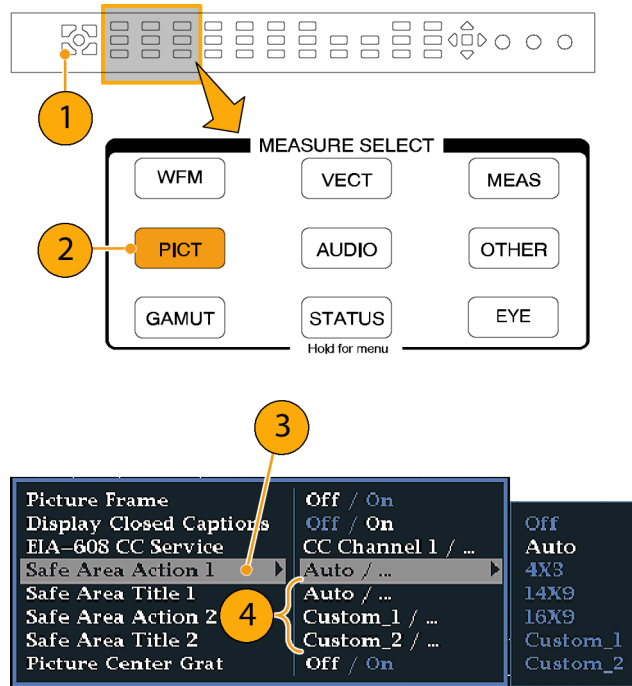 1
MEASURE SELECT
WFM VECT MEAS
2 PICT AUDIO OTHER
GAMUT STATUS EYE
Hold for menu
3
Picture Frame Off / On
Display Closed Captions Off / On Off
EIA–608 CC Service CC Channel 1 / ... Auto
Safe Area Action 1 Auto / ... 4X3
Safe Area Title 1 Auto / ... 14X9
Safe Area Action 2 4 Custom_1 / ... 16X9
Safe Area Title 2 Custom_2 / ... Custom_1
Picture Center Grat Off / On Custom_2